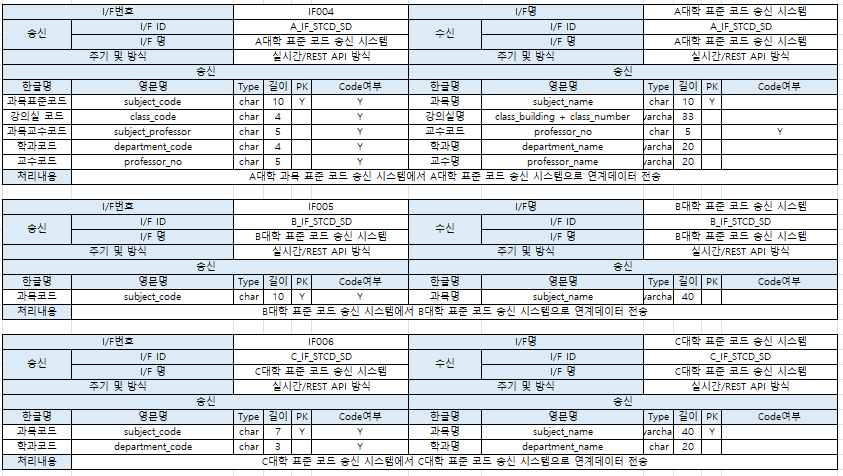 I/F번호 IF004 I/F명 A대학 표준 코드 송신 시스템
송신 I/F ID A_IF_STCD_SD 수신 I/F ID A_IF_STCD_SD
I/F 명 A대학 표준 코드 송신 시스템 I/F 명 A대학 표준 코드 송신 시스템
주기 및 방식 실시간/REST API 방식 주기 및 방식 실시간/REST API 방식
송신 송신
한글명 영문명 Type 길이 PK Code여부 한글명 영문명 Type 길이 PK Code여부
과목표준코드 subject_code char 10 Y Y 과목명 subject_name char 10 Y
강의실 코드 class_code char 4 Y 강의실명 class_building + class_number varcha 33
과목교수코드 subject_professor char 5 Y 교수코드 professor_no char 5 Y
학과코드 department_code char 4 Y 학과명 department_name varcha 20
교수코드 professor_no char 5 Y 교수명 professor_name varcha 20
처리내용 A대학 과목 표준 코드 송신 시스템에서 A대학 표준 코드 송신 시스템으로 연계데이터 전송
I/F번호 IF005 I/F명 B대학 표준 코드 송신 시스템
송신 I/F ID B_IF_STCD_SD 수신 I/F ID B_IF_STCD_SD
I/F 명 B대학 표준 코드 송신 시스템 I/F 명 B대학 표준 코드 송신 시스템
주기 및 방식 실시간/REST API 방식 주기 및 방식 실시간/REST API 방식
송신 송신
한글명 영문명 Type 길이 PK Code여부 한글명 영문명 Type 길이 PK Code여부
과목코드 subject_code char 10 Y Y 과목명 subject_name varcha 40
처리내용 B대학 표준 코드 송신 시스템에서 B대학 표준 코드 송신 시스템으로 연계데이터 전송
I/F번호 IF006 I/F명 C대학 표준 코드 송신 시스템
송신 I/F ID C_IF_STCD_SD 수신 I/F ID C_IF_STCD_SD
I/F 명 C대학 표준 코드 송신 시스템 I/F 명 C대학 표준 코드 송신 시스템
주기 및 방식 실시간/REST API 방식 주기 및 방식 실시간/REST API 방식
송신 송신
한글명 영문명 Type 길이 PK Code여부 한글명 영문명 Type 길이 PK Code여부
과목코드 subject_code char 7 Y Y 과목명 subject_name varcha 40 Y
학과코드 department_code char 3 Y 학과명 department_name char 20
처리내용 C대학 표준 코드 송신 시스템에서 C대학 표준 코드 송신 시스템으로 연계데이터 전송